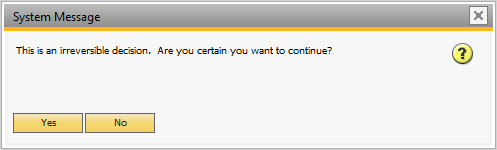 System Message
This is an irreversible decision.  Are you certain you want to continue?
?
Yes
No